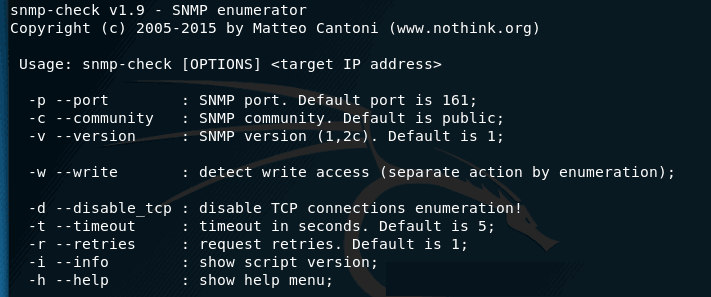 snmp-check v1.9 - SNMP enumerator
Copyright (c) 2005-2015 by Matteo Cantoni (www.nothink.org)
Usage: snmp-check [OPTIONS] <target IP address>
-p --port : SNMP port. Default port is 161;
-c --community : SNMP community. Default is public;
-v --version : SNMP version (1,2c). Default is 1;
-w --write : detect write access (separate action by enumeration);
-d --disable_tcp : disable TCP connections enumeration!
-t --timeout : timeout in seconds. Default is 5;
-r --retries : request retries. Default is 1;
-i --info : show script version;
-h --help : show help menu;